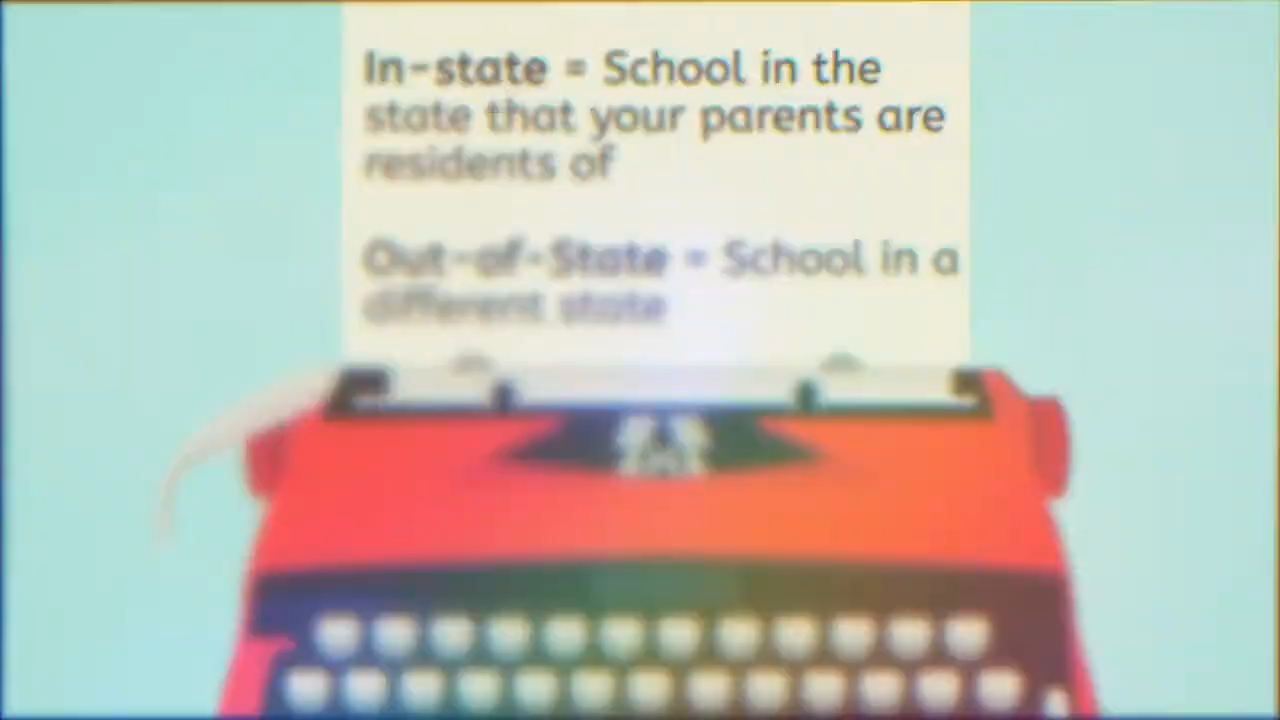 In-state = School in the
state that your parents are
residents of
Out-of-State = School in a
different state